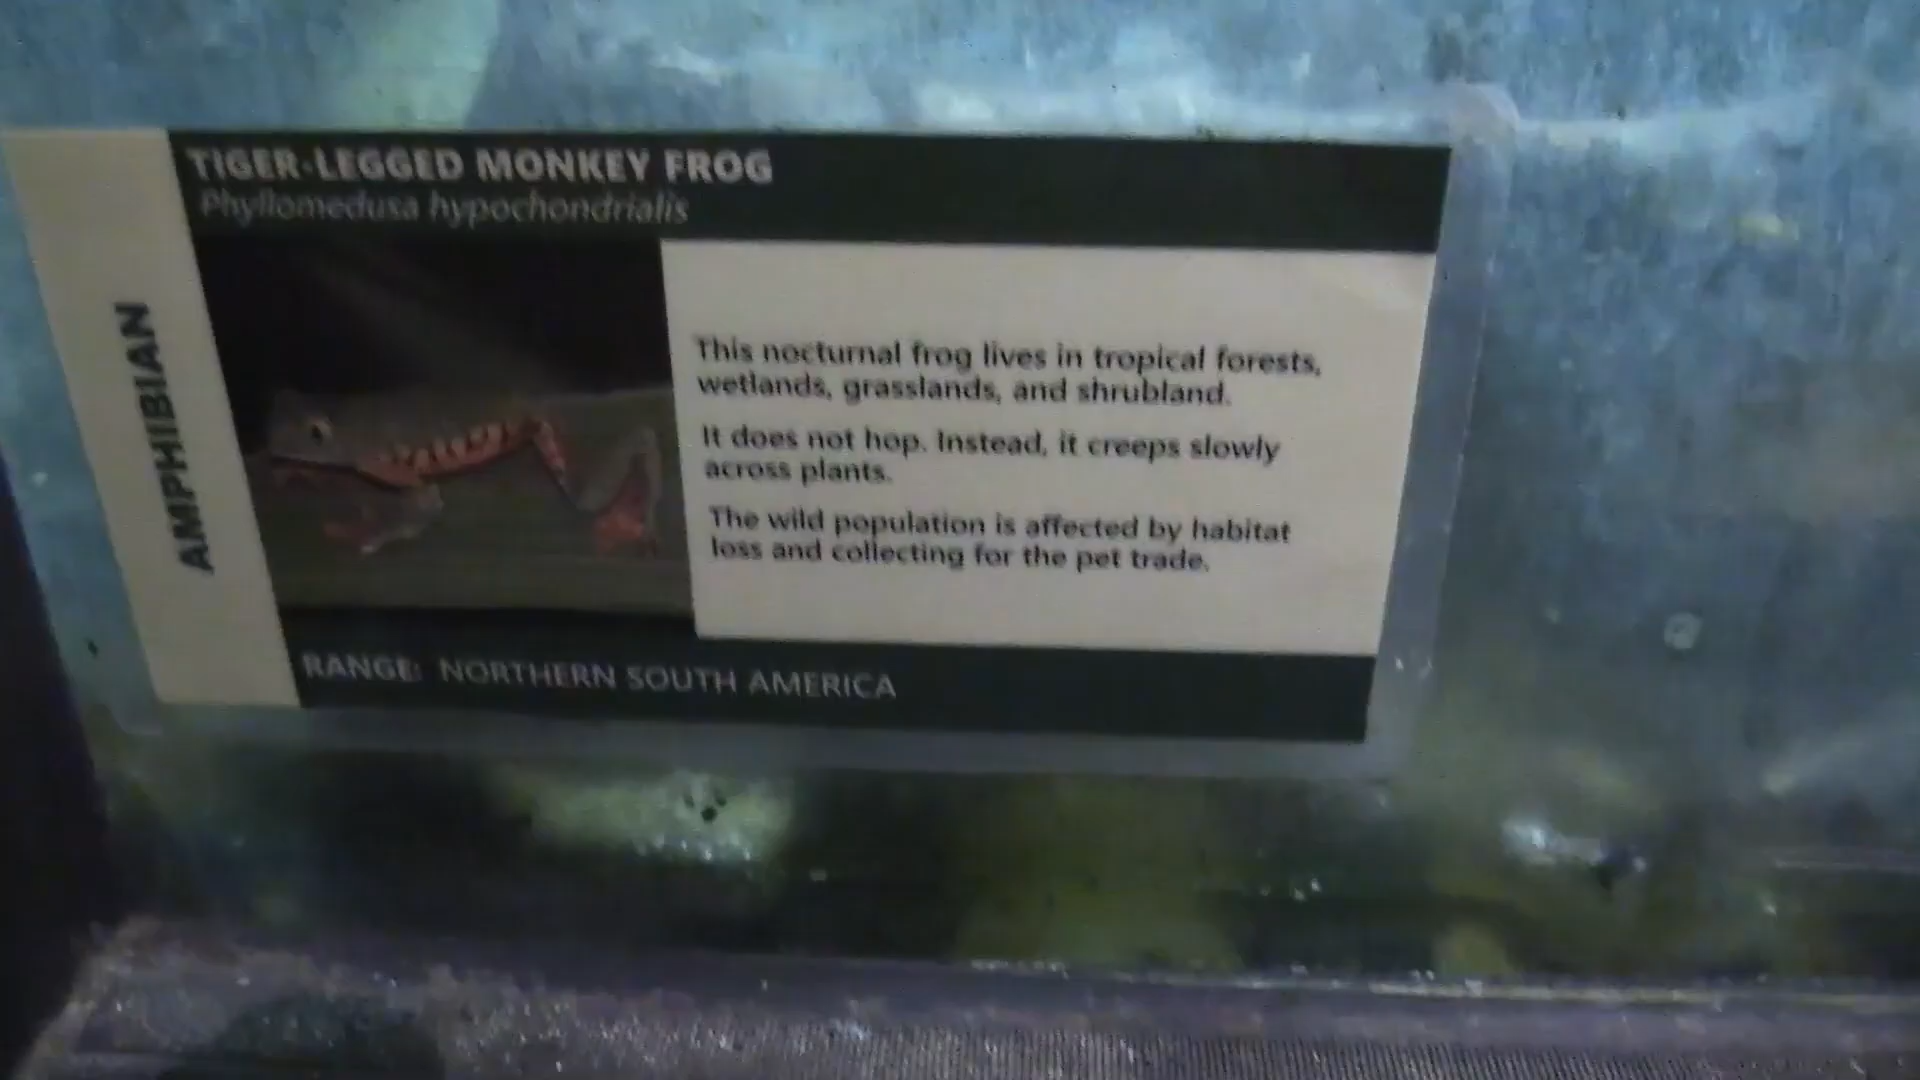 TIGER-LEGGED MONKEY FROG
Phyllomedusa hypochondrialis
AMPHIBIAN
This nocturnal frog lives in tropical forests,
wetlands, grasslands, and shrubland.
It does not hop. Instead, it creeps slowly
across plants.
The wild population is affected by habitat
loss and collecting for the pet trade.
RANGE: NORTHERN SOUTH AMERICA